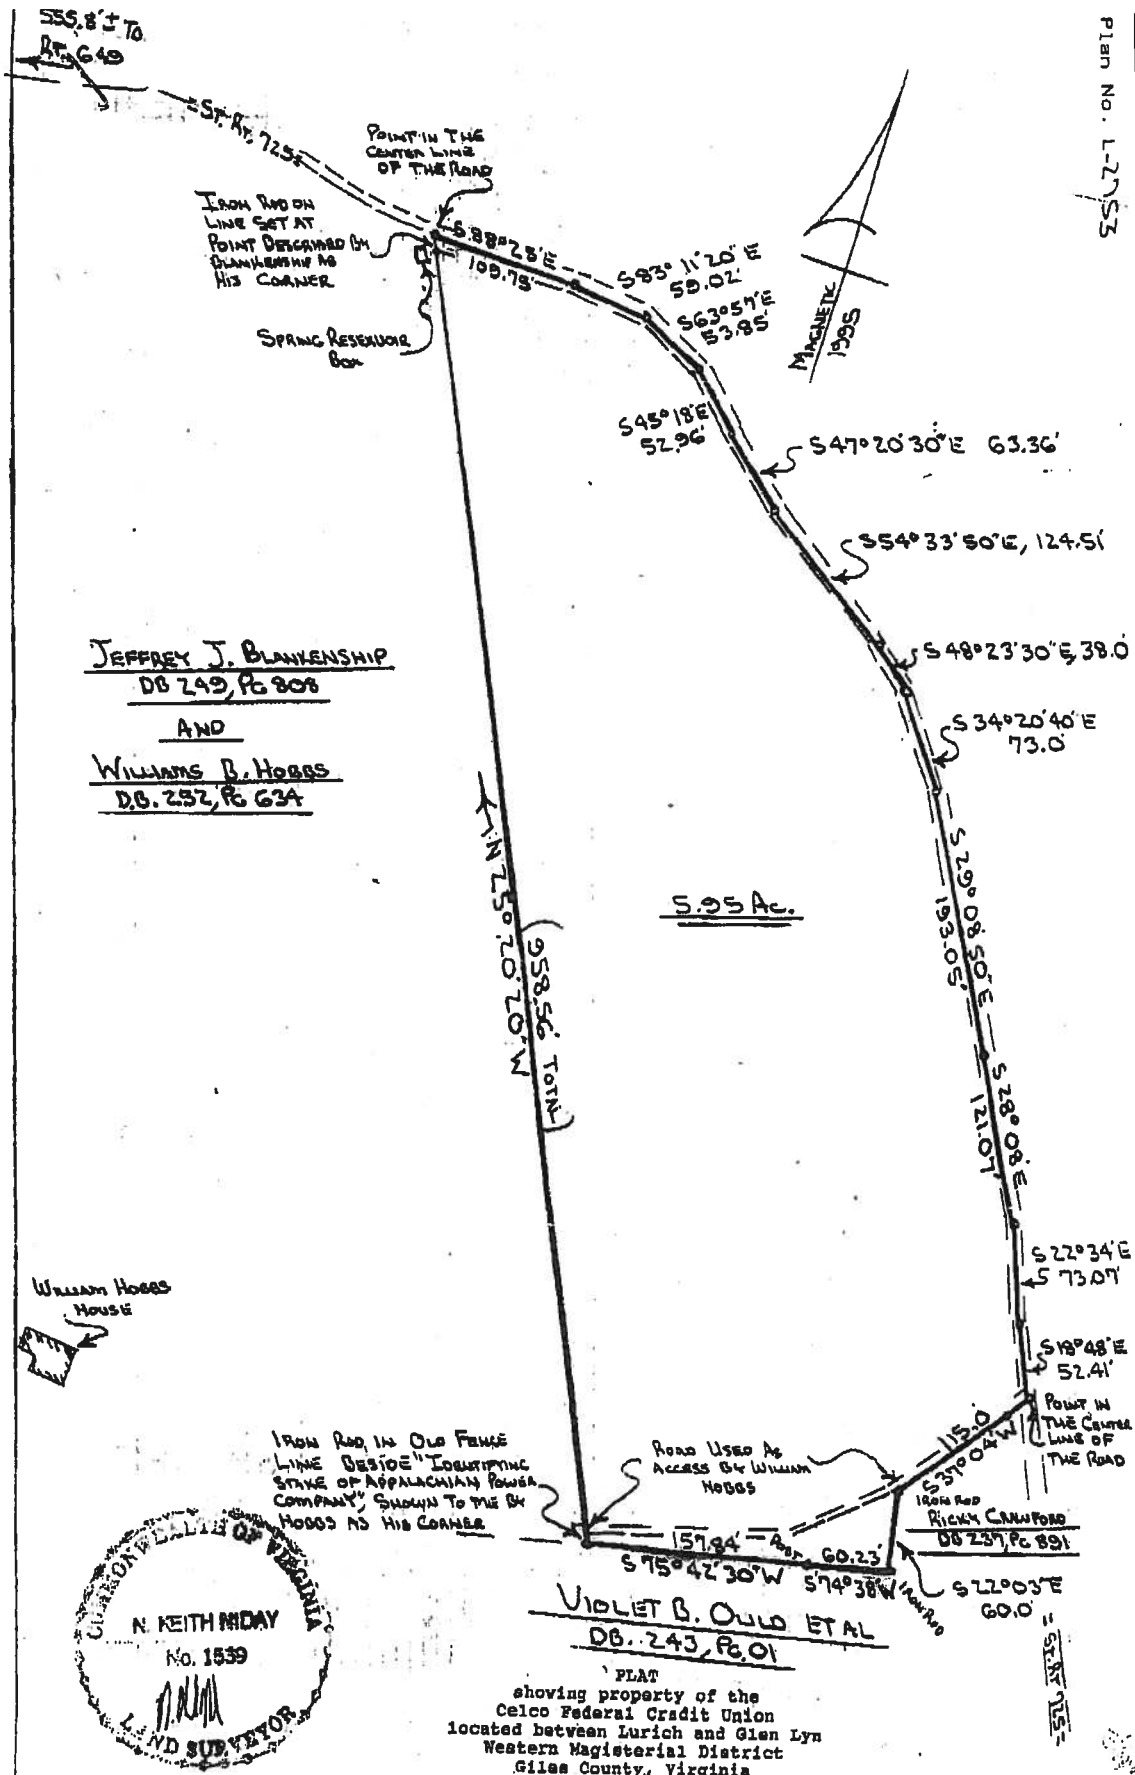 555.8'± TO
RT. 649
Plan No. L-2753
ST. RT. 725
POINT IN THE
CENTER LINE
OF THE ROAD
IRON ROD ON
LINE SET AT
POINT DESCRIBED BY
BLANKENSHIP AS
HIS CORNER
SPRING RESERVOIR
BOX
S 88° 25' E
109.75'
S 83° 11' 20" E
59.02'
S 63° 57' E
53.85'
MAGNETIC
1995
S 45° 18' E
52.96'
S 47° 20' 30" E 63.36'
S 54° 33' 50" E, 124.51'
S 48° 23' 30" E, 38.0'
S 34° 20' 40" E
73.0'
JEFFREY J. BLANKENSHIP
DB 249, PG 808
AND
WILLIAMS B. HOBBS
D.B. 252, PG 634
N 25° 20' 20" W
958.56' TOTAL
5.95 AC.
S 29° 08' 50" E
193.05'
S 28° 08' E
121.07'
S 22° 34' E
73.07'
S 19° 48' E
52.41'
WILLIAM HOBBS
HOUSE
POINT IN
THE CENTER
LINE OF
THE ROAD
115.0'
S 37° 04' W
IRON ROD, IN OLD FENCE
LINE BESIDE "IDENTIFYING
STAKE OF APPALACHIAN POWER
COMPANY", SHOWN TO ME BY
HOBBS AS HIS CORNER
ROAD USED AS
ACCESS BY WILLIAM
HOBBS
IRON ROD
RICKY CRAWFORD
DB 237, PG 891
157.84'
S 75° 42' 30" W
POST
60.23'
S 74° 38' W
IRON ROD
S 22° 03' E
60.0'
ST. RT 725
VIOLET B. OULD ET AL
DB. 243, PG. 01
COMMONWEALTH OF VIRGINIA
N. KEITH NIDAY
No. 1539
LAND SURVEYOR
PLAT
showing property of the
Celco Federal Credit Union
located between Lurich and Glen Lyn
Western Magisterial District
Giles County, Virginia